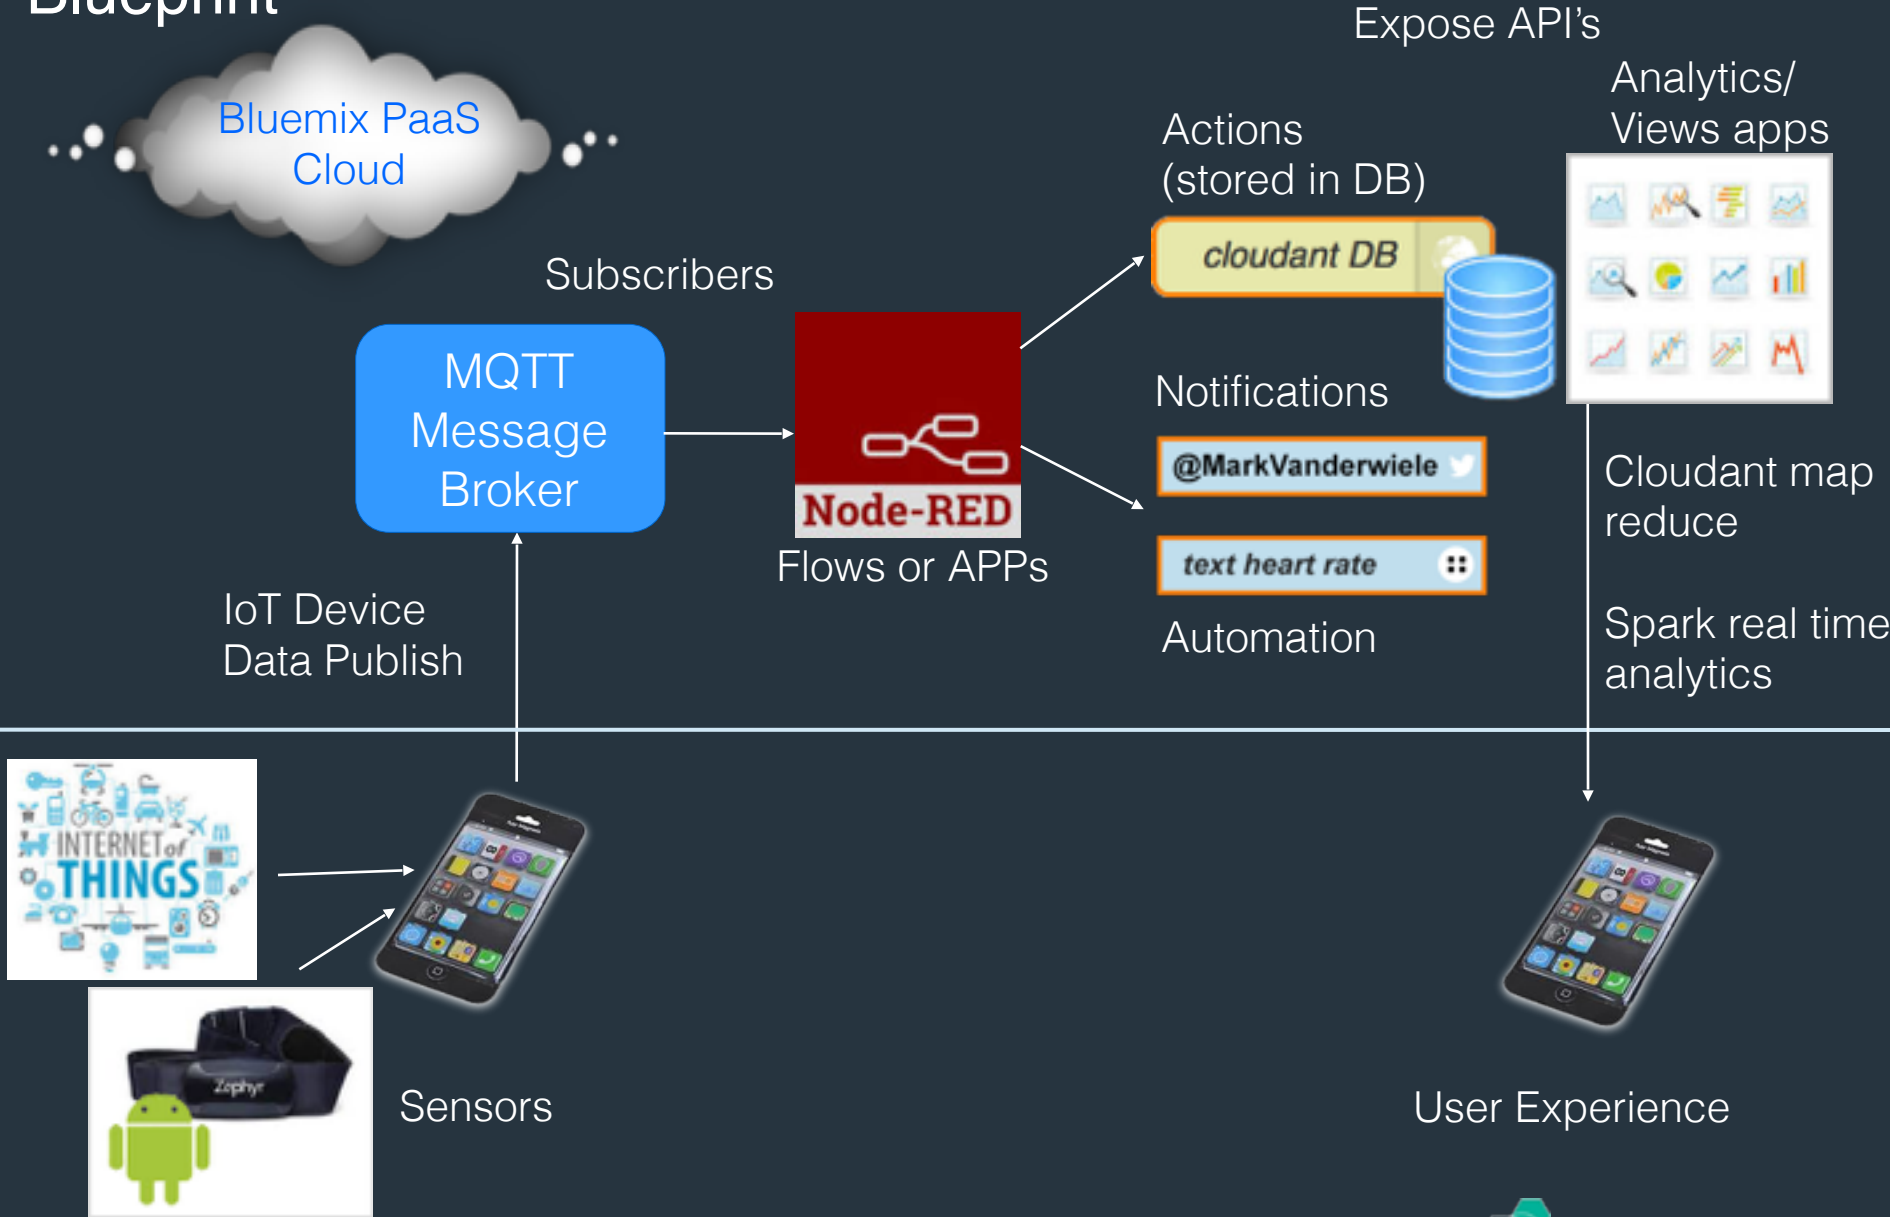 Blueprint
Expose API's
Bluemix PaaS
Cloud
Analytics/
Views apps
Actions
(stored in DB)
cloudant DB
Subscribers
MQTT
Message
Broker
Node-RED
Flows or APPs
Notifications
@MarkVanderwiele
text heart rate
Automation
Cloudant map
reduce
Spark real time
analytics
IoT Device
Data Publish
INTERNET of
THINGS
Zephyr
Sensors
User Experience